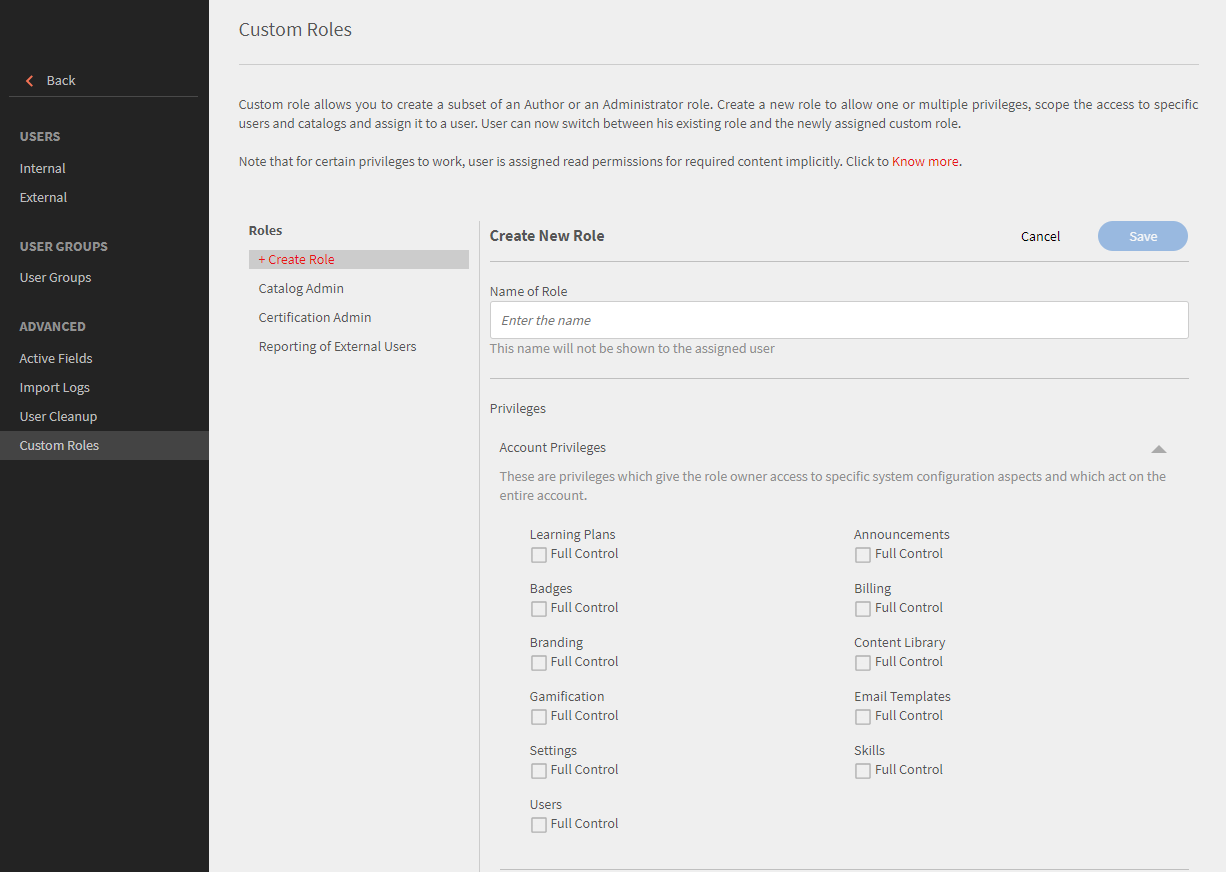 Back
USERS
Internal
External
USER GROUPS
User Groups
ADVANCED
Active Fields
Import Logs
User Cleanup
Custom Roles
Custom Roles
Custom role allows you to create a subset of an Author or an Administrator role. Create a new role to allow one or multiple privileges, scope the access to specific
users and catalogs and assign it to a user. User can now switch between his existing role and the newly assigned custom role.
Note that for certain privileges to work, user is assigned read permissions for required content implicitly. Click to Know more.
Roles
+ Create Role
Catalog Admin
Certification Admin
Reporting of External Users
Create New Role
Cancel
Save
Name of Role
Enter the name
This name will not be shown to the assigned user
Privileges
Account Privileges
These are privileges which give the role owner access to specific system configuration aspects and which act on the
entire account.
Learning Plans
Full Control
Announcements
Full Control
Badges
Full Control
Billing
Full Control
Branding
Full Control
Content Library
Full Control
Gamification
Full Control
Email Templates
Full Control
Settings
Full Control
Skills
Full Control
Users
Full Control